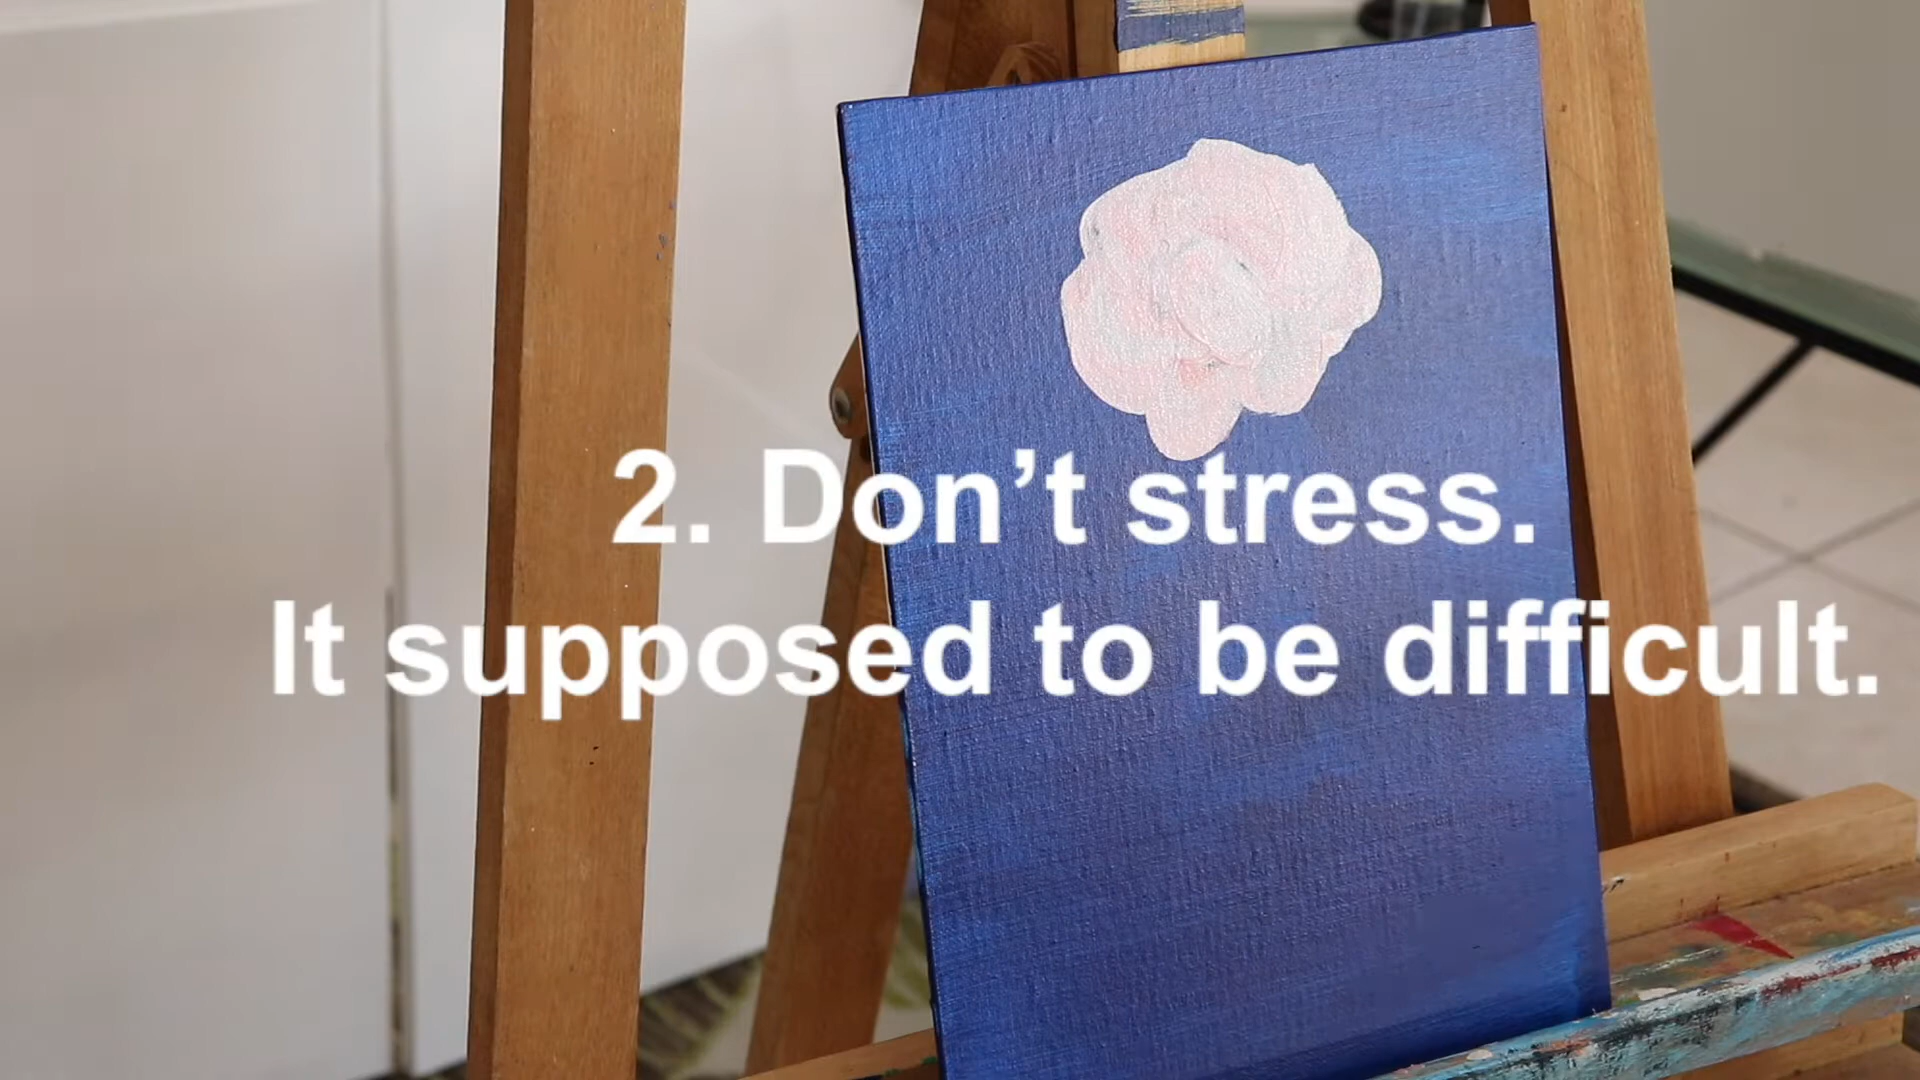 2. Don’t stress.
It supposed to be difficult.